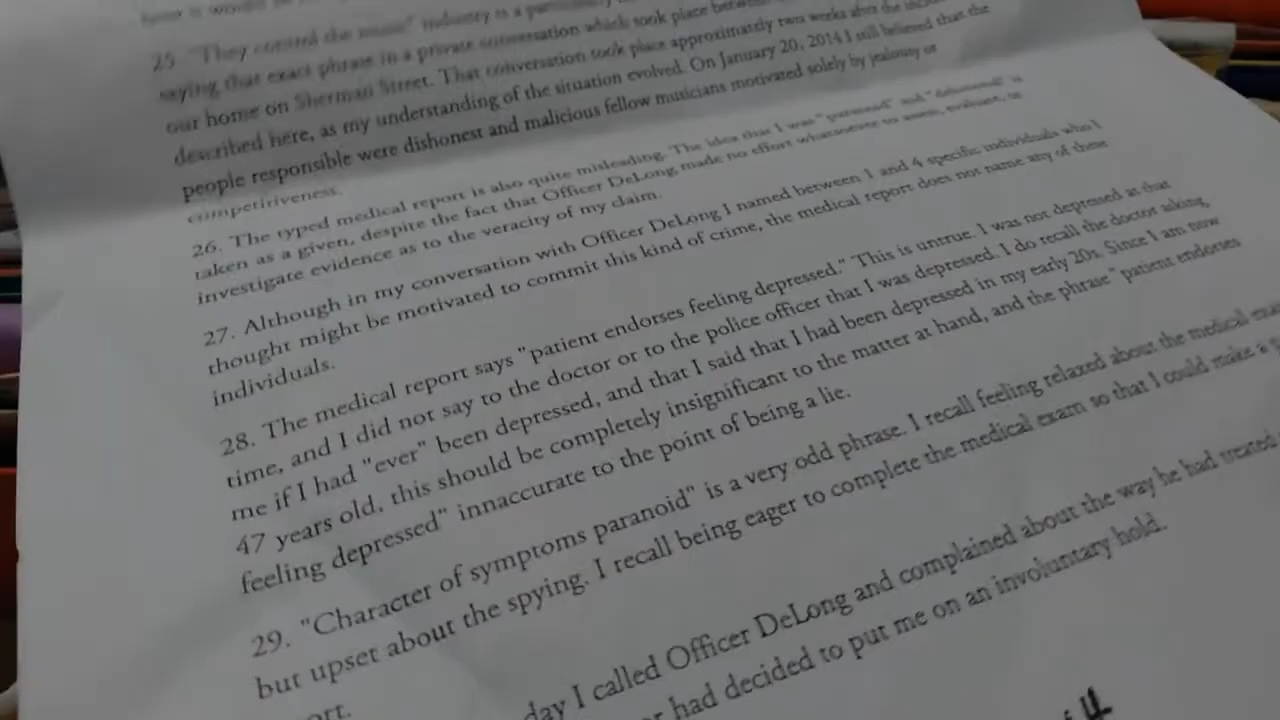 25. "They control the music" industry is a
saying that exact phrase in a private conversation which took place
our home on Sherman Street. That conversation took place approximately two weeks after the
described here, as my understanding of the situation evolved. On January 20, 2014 I still believed that the
people responsible were dishonest and malicious fellow musicians motivated solely by jealousy or
competitiveness.
26. The typed medical report is also quite misleading. The idea that I was "paranoid" and "delusional" is
taken as a given, despite the fact that Officer DeLong made no effort whatsoever to assess, evaluate, or
investigate evidence as to the veracity of my claim.
27. Although in my conversation with Officer DeLong I named between 1 and 4 specific individuals who I
thought might be motivated to commit this kind of crime, the medical report does not name any of these
individuals.
28. The medical report says "patient endorses feeling depressed." This is untrue. I was not depressed at that
time, and I did not say to the doctor or to the police officer that I was depressed. I do recall the doctor asking
me if I had "ever" been depressed, and that I said that I had been depressed in my early 20s. Since I am now
47 years old, this should be completely insignificant to the matter at hand, and the phrase" patient endorses
feeling depressed" innaccurate to the point of being a lie.
29. "Character of symptoms paranoid" is a very odd phrase. I recall feeling relaxed about the medical
but upset about the spying. I recall being eager to complete the medical exam so that I could make a
ort.
day I called Officer DeLong and complained about the way he had treated
had decided to put me on an involuntary hold.